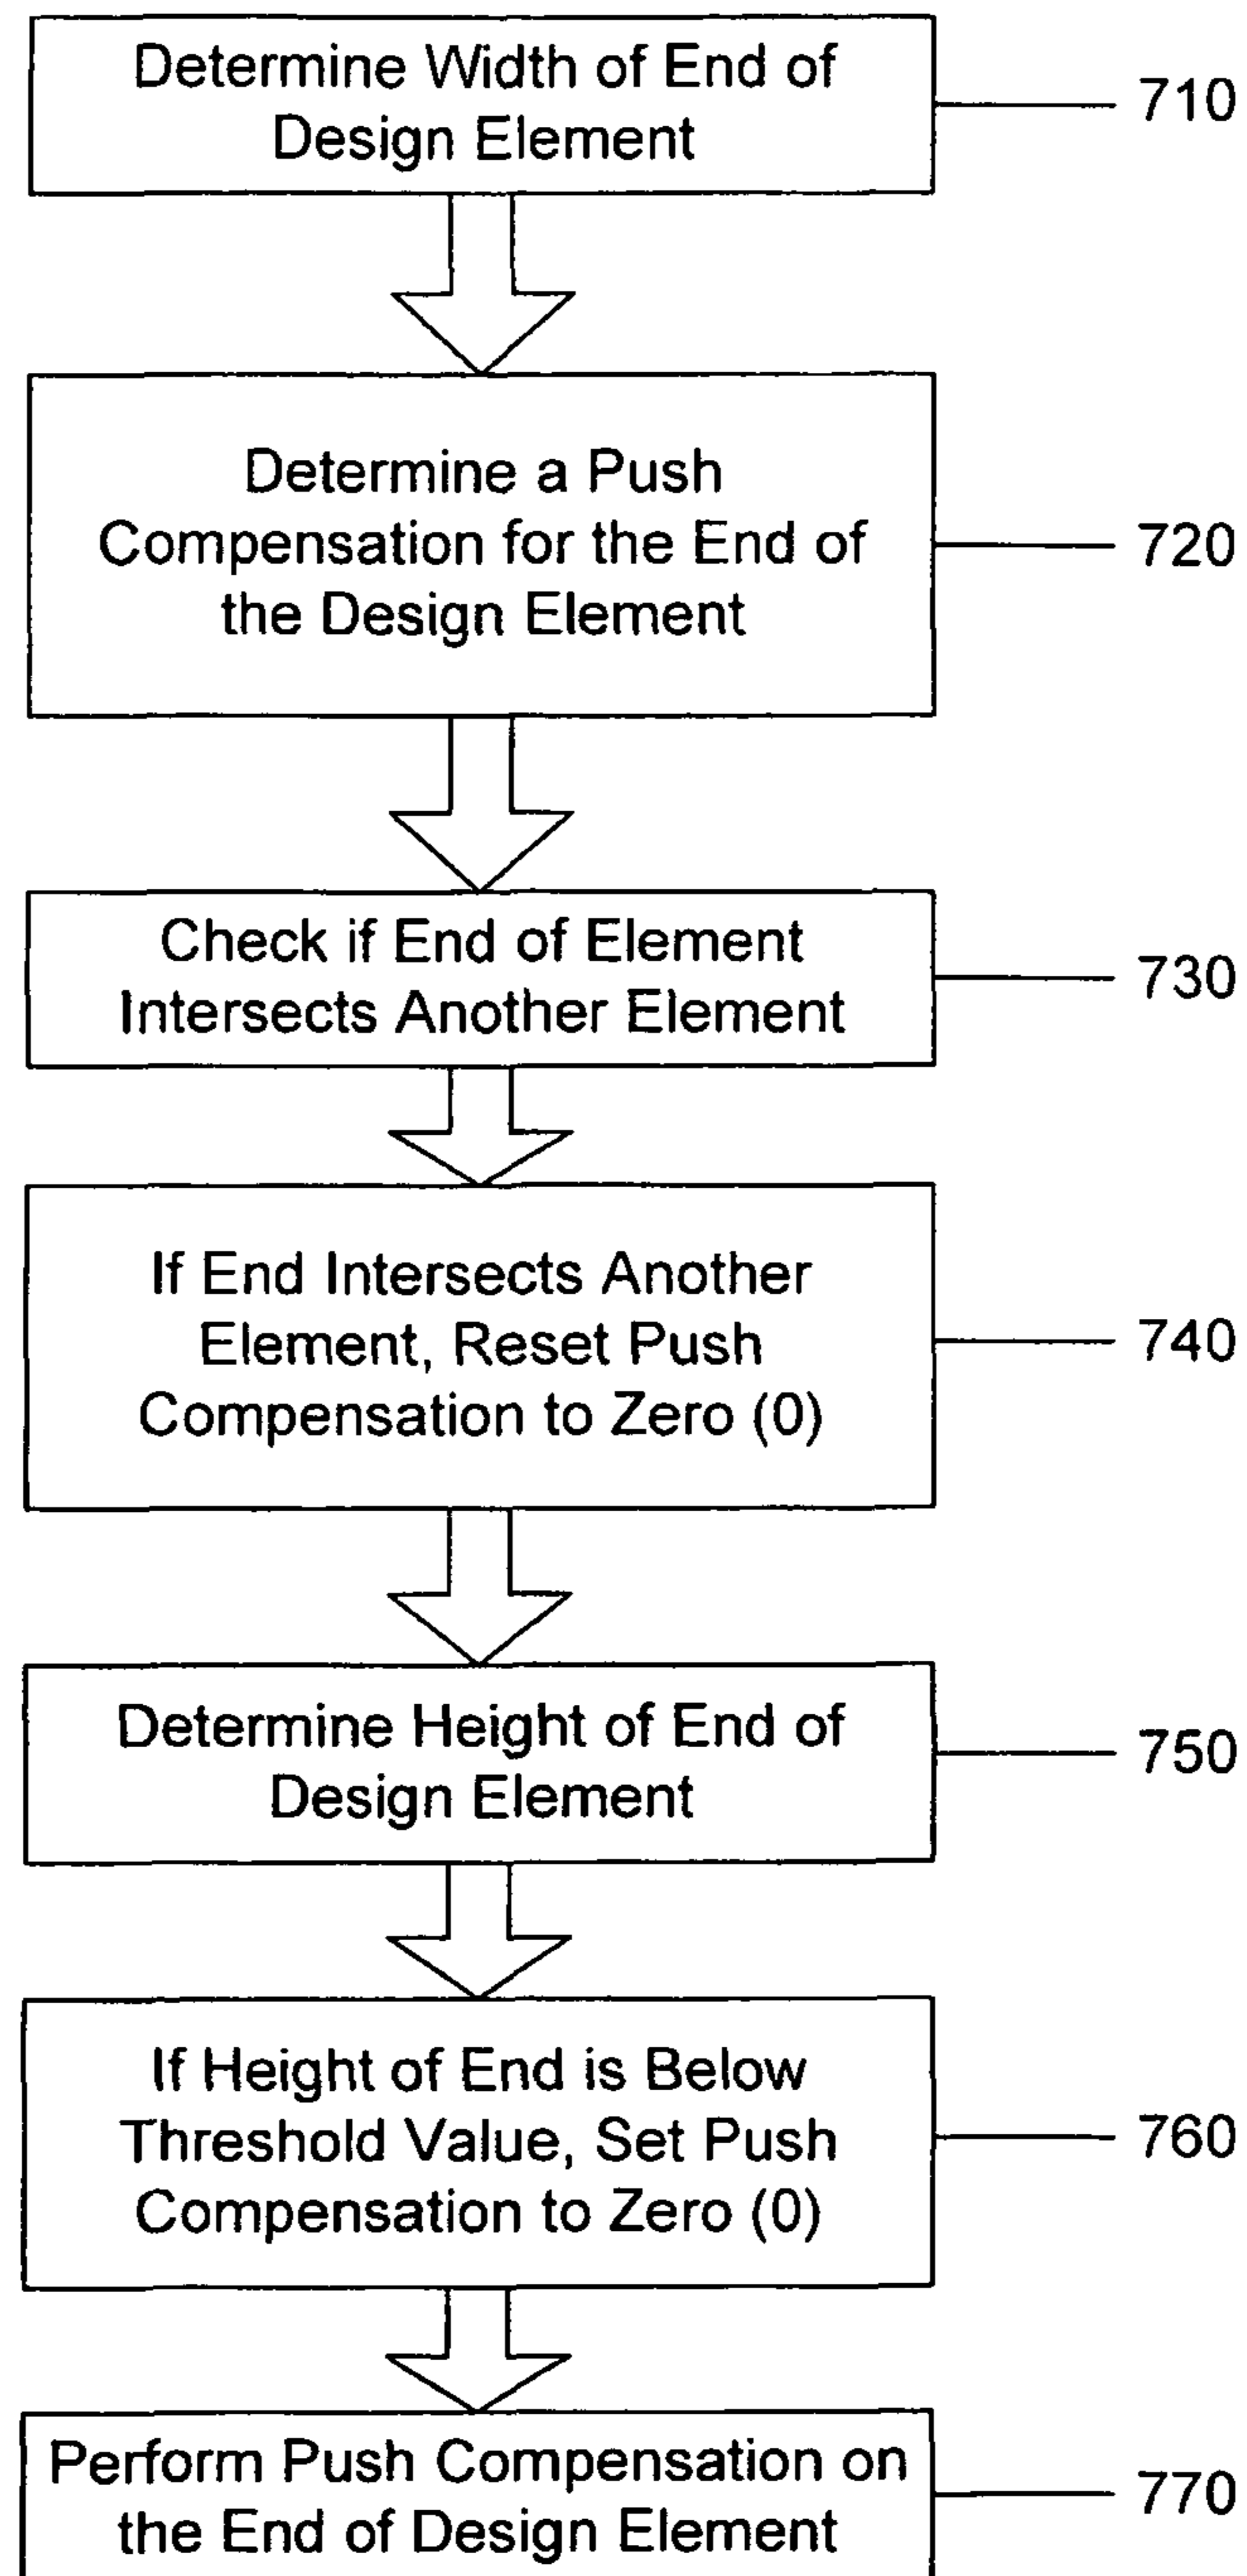 Determine Width of End of
Design Element
710
Determine a Push
Compensation for the End of
the Design Element
720
Check if End of Element
Intersects Another Element
730
If End Intersects Another
Element, Reset Push
Compensation to Zero (0)
740
Determine Height of End of
Design Element
750
If Height of End is Below
Threshold Value, Set Push
Compensation to Zero (0)
760
Perform Push Compensation on
the End of Design Element
770